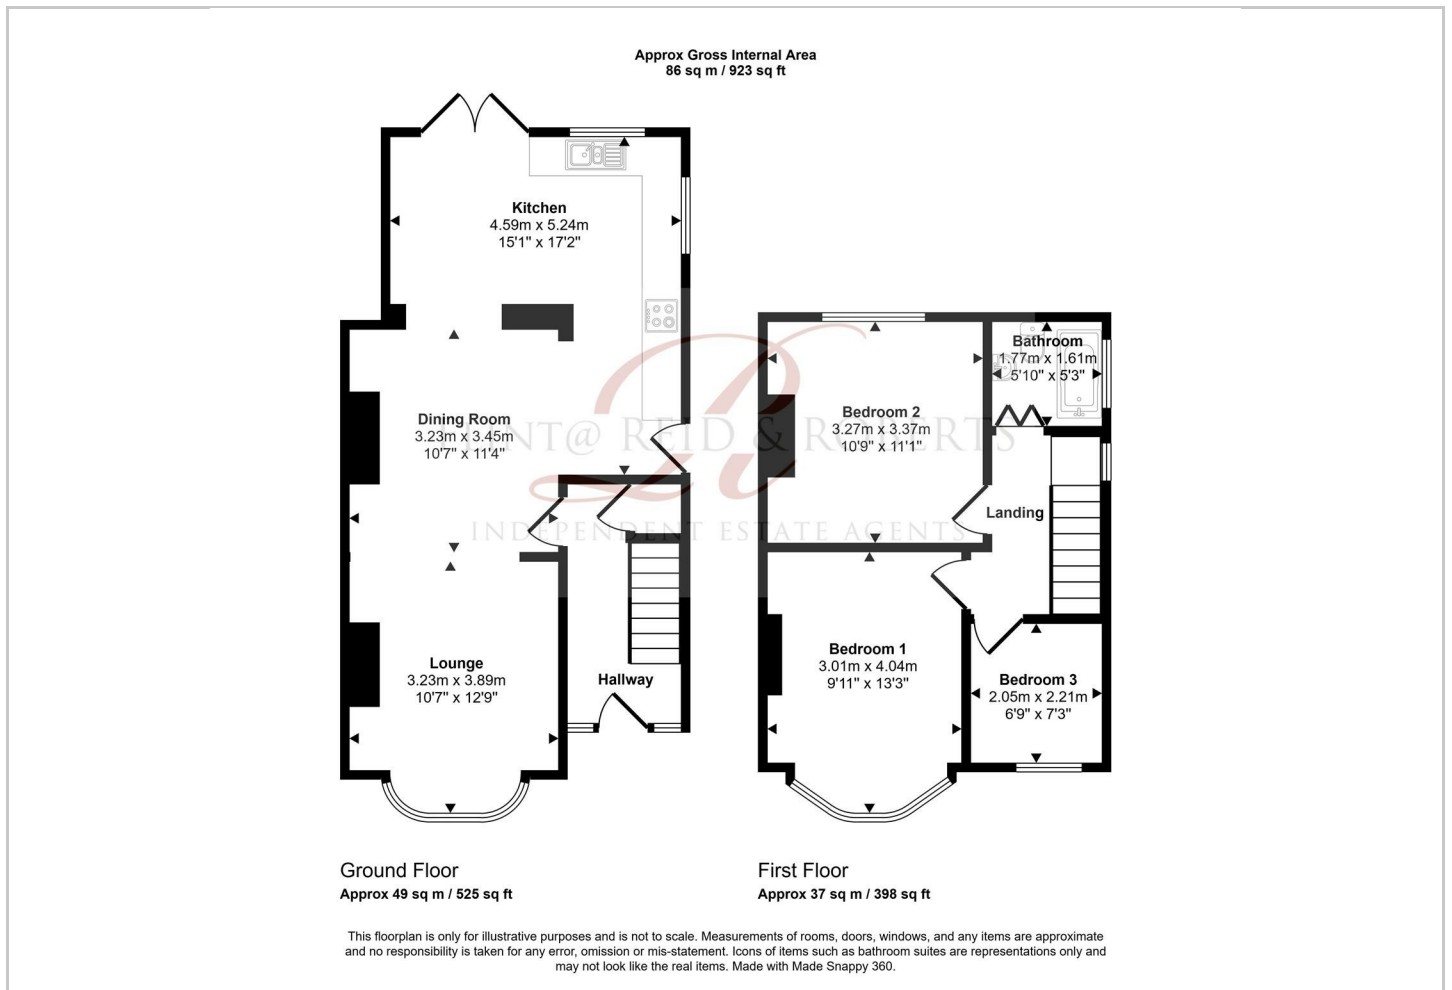 Approx Gross Internal Area
86 sq m / 923 sq ft
Kitchen
4.59m x 5.24m
15'1" x 17'2"
Dining Room
3.23m x 3.45m
10'7" x 11'4"
Lounge
3.23m x 3.89m
10'7" x 12'9"
Hallway
Bathroom
1.77m x 1.61m
5'10" x 5'3"
Bedroom 2
3.27m x 3.37m
10'9" x 11'1"
Landing
Bedroom 1
3.01m x 4.04m
9'11" x 13'3"
Bedroom 3
2.05m x 2.21m
6'9" x 7'3"
RENT@ REID & ROBERTS
INDEPENDENT ESTATE AGENTS
Ground Floor
Approx 49 sq m / 525 sq ft
First Floor
Approx 37 sq m / 398 sq ft
This floorplan is only for illustrative purposes and is not to scale. Measurements of rooms, doors, windows, and any items are approximate
and no responsibility is taken for any error, omission or mis-statement. Icons of items such as bathroom suites are representations only and
may not look like the real items. Made with Made Snappy 360.